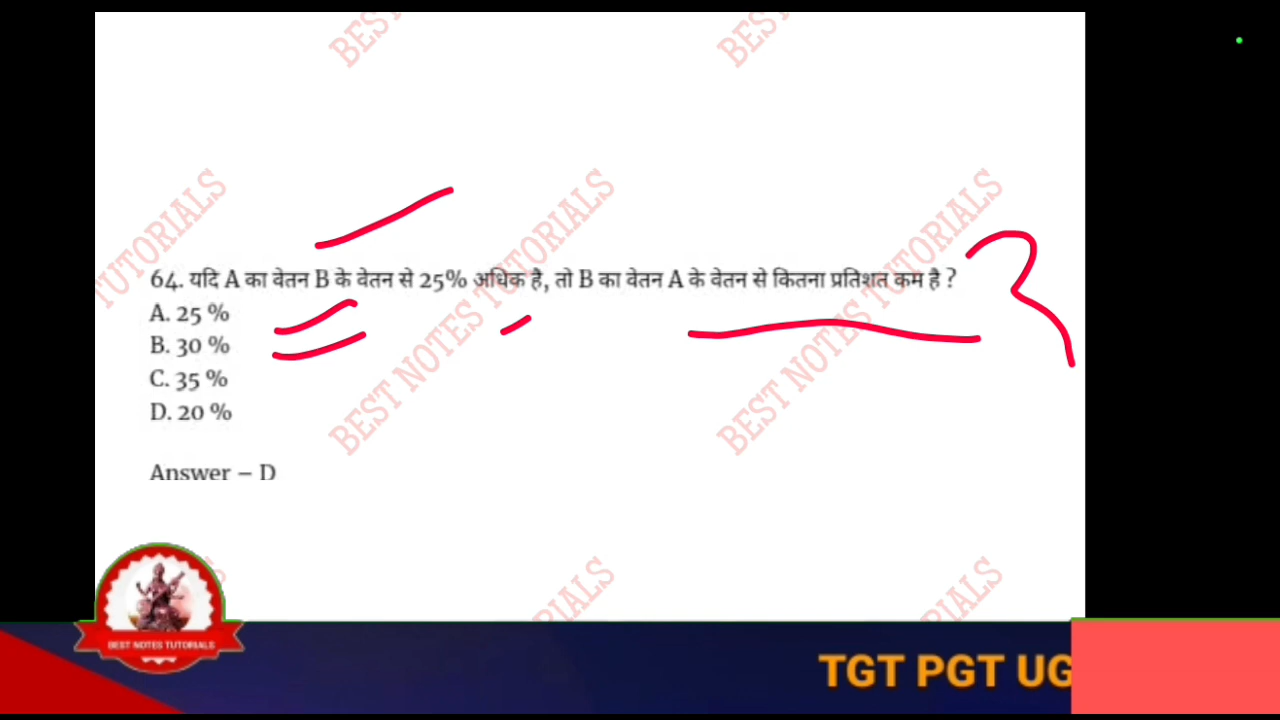 64. यदि A का वेतन B के वेतन से 25% अधिक है, तो B का वेतन A के वेतन से कितना प्रतिशत कम है ?
A. 25 %
B. 30 %
C. 35 %
D. 20 %
Answer – D
BEST NOTES TUTORIALS
TGT PGT UG